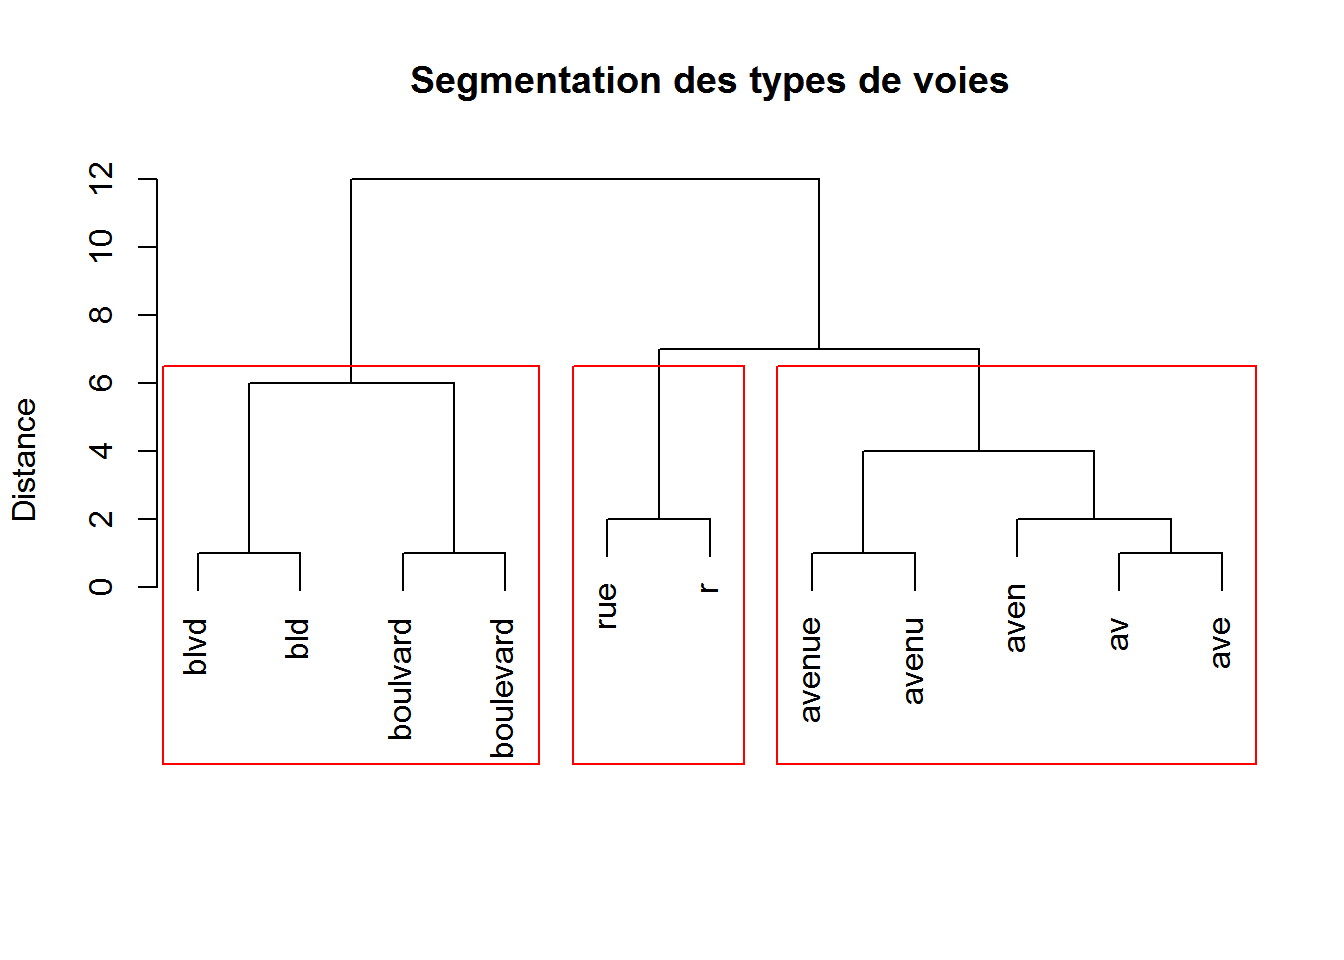 Segmentation des types de voies
Distance
12
10
8
6
4
2
0
blvd
bld
boulvard
boulevard
rue
r
avenue
avenu
aven
av
ave